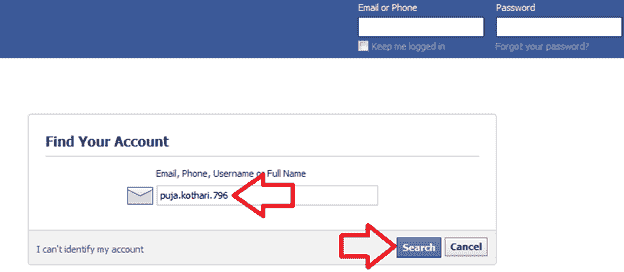 Email or Phone Password
Keep me logged in Forgot your password?
Find Your Account
Email, Phone, Username or Full Name
puja.kothari.796
I can't identify my account Search Cancel